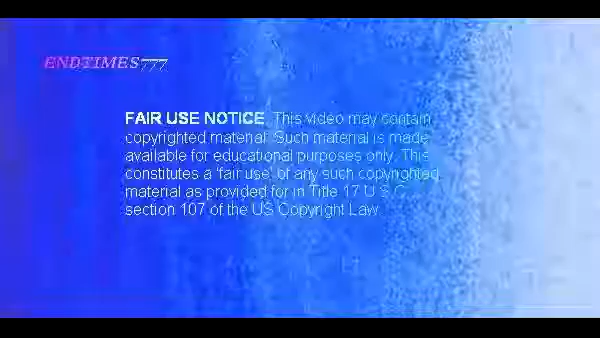 ENDTIMES777
FAIR USE NOTICE. This video may contain
copyrighted material. Such material is made
available for educational purposes only. This
constitutes a 'fair use' of any such copyrighted
material as provided for in Title 17 U.S.C.
section 107 of the US Copyright Law.